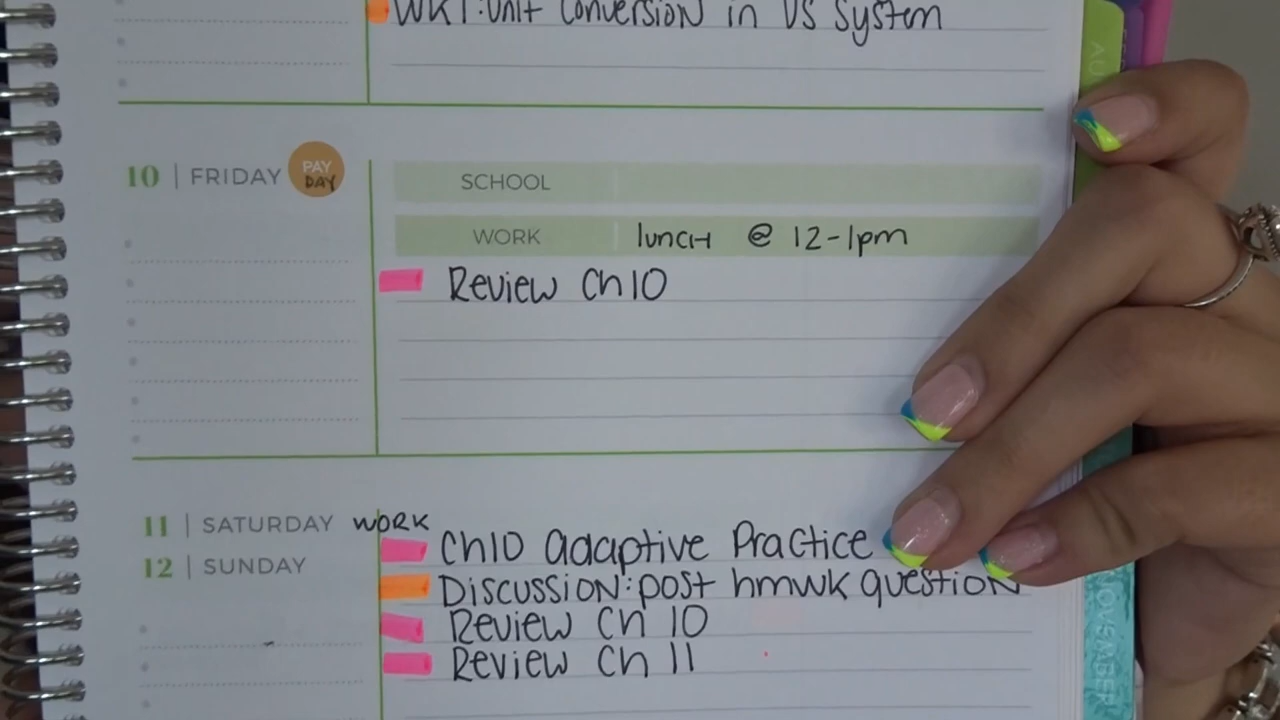 WKT: Unit Conversion in US System
10 | FRIDAY PAY DAY
SCHOOL
WORK lunch @ 12-1pm
Review Ch10
11 | SATURDAY WORK
Ch10 Adaptive Practice
12 | SUNDAY
Discussion: post hmwk question
Review Ch 10
Review Ch 11